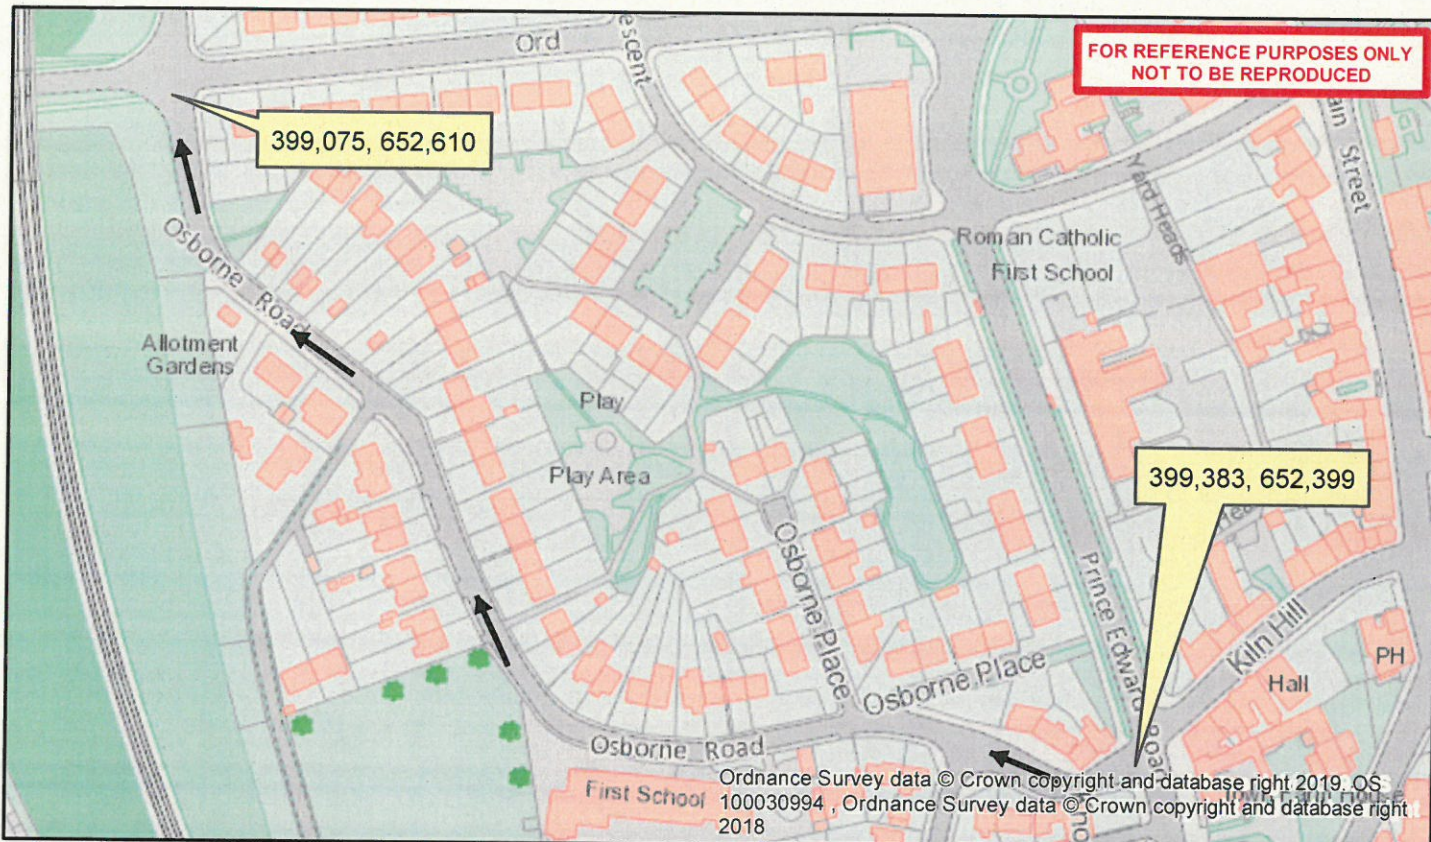 Ord
escent
FOR REFERENCE PURPOSES ONLY
NOT TO BE REPRODUCED
399,075, 652,610
ain Street
Yard Heads
Osborne Road
Roman Catholic
First School
Allotment
Gardens
Play
Play Area
399,383, 652,399
Osborne Place
Prince Edward Road
Kiln Hill
PH
Hall
Osborne Place
Osborne Road
First School
Ordnance Survey data © Crown copyright and database right 2019. OS
100030994 , Ordnance Survey data © Crown copyright and database right
2018